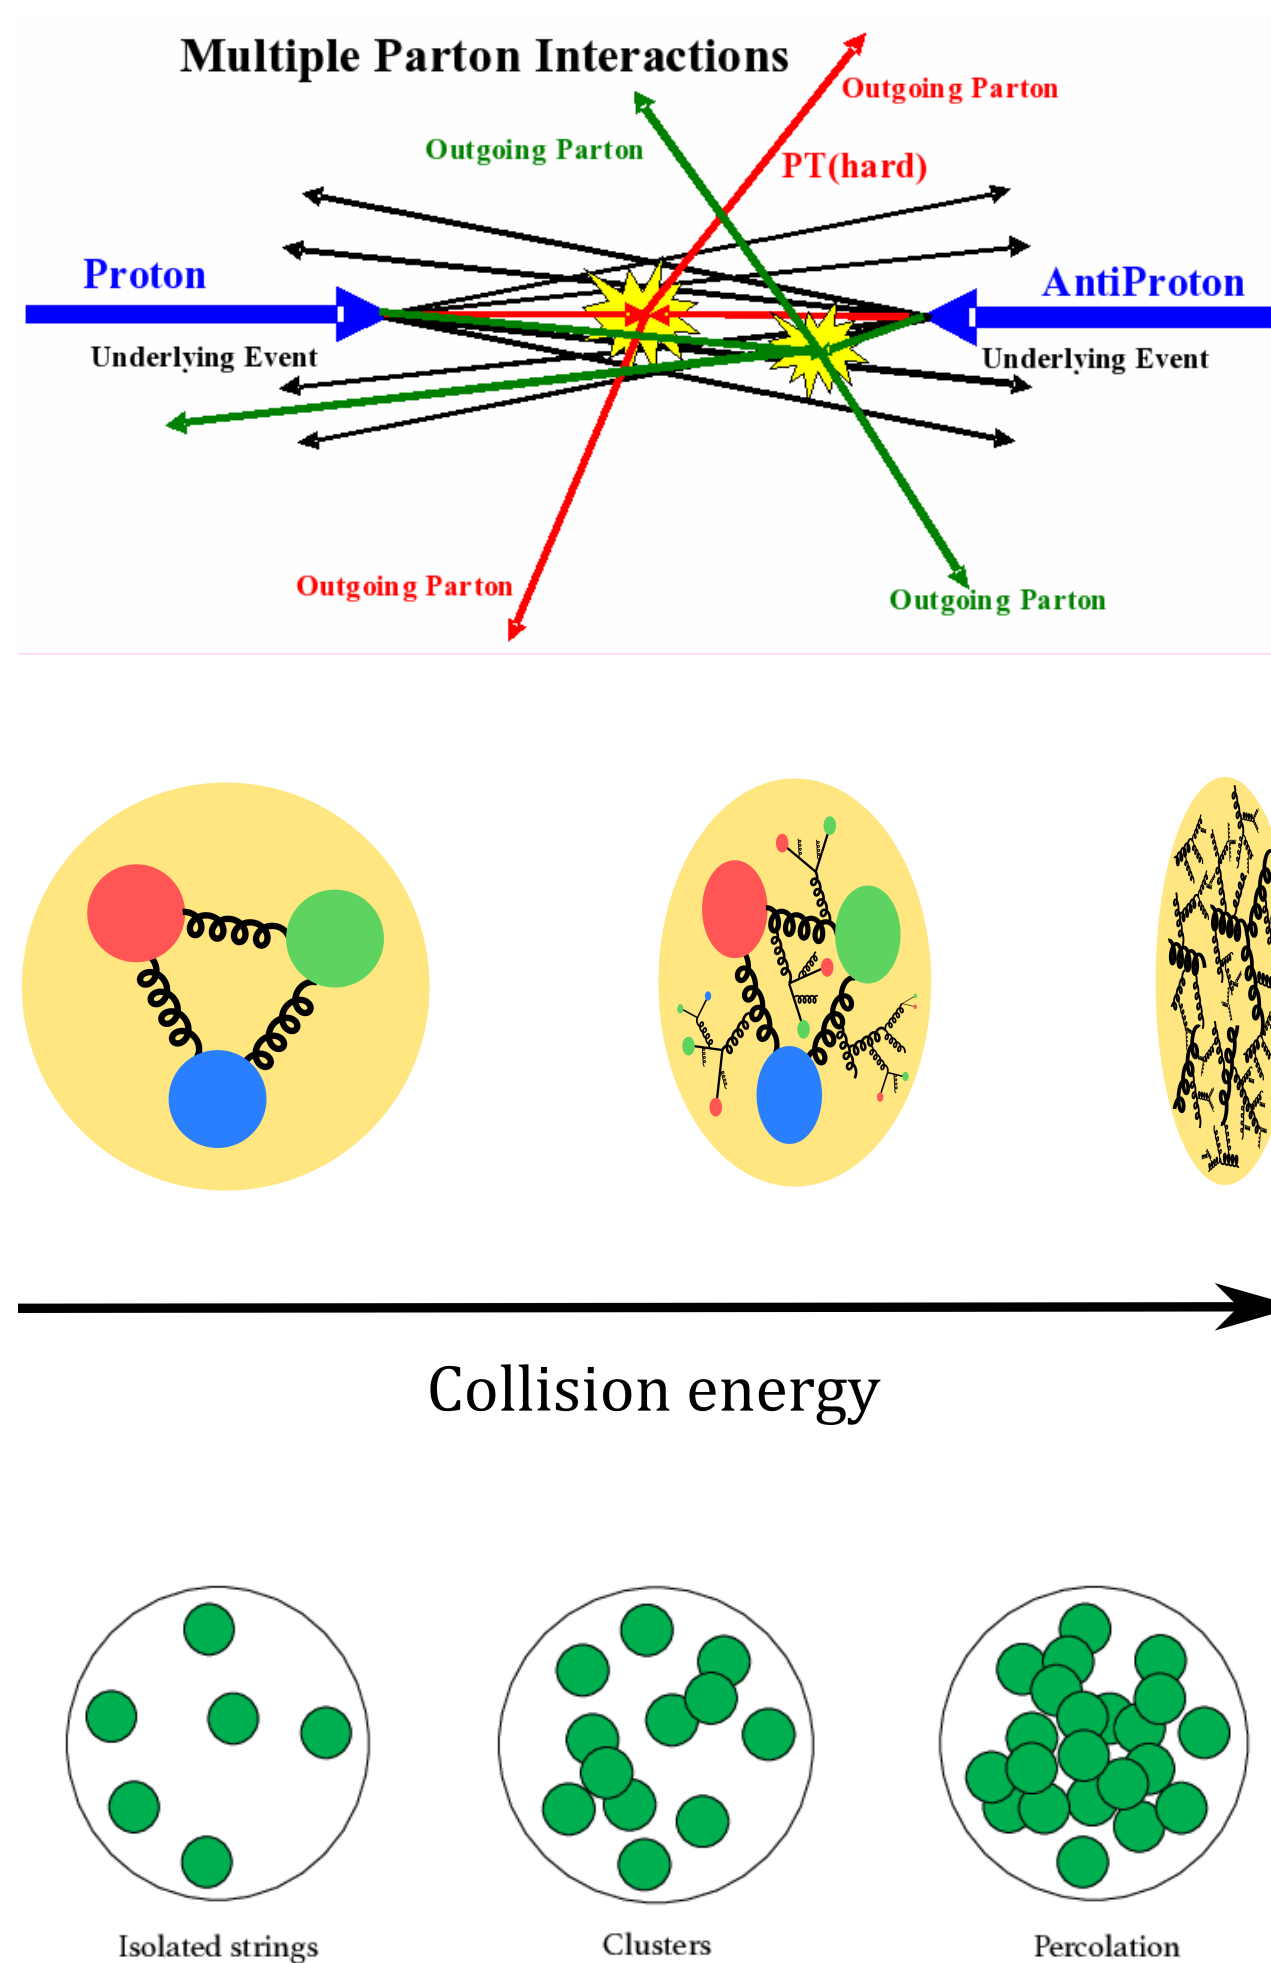 Multiple Parton Interactions
Outgoing Parton
Outgoing Parton
PT(hard)
Proton
AntiProton
Underlying Event
Underlying Event
Outgoing Parton
Outgoing Parton
Collision energy
Isolated strings
Clusters
Percolation